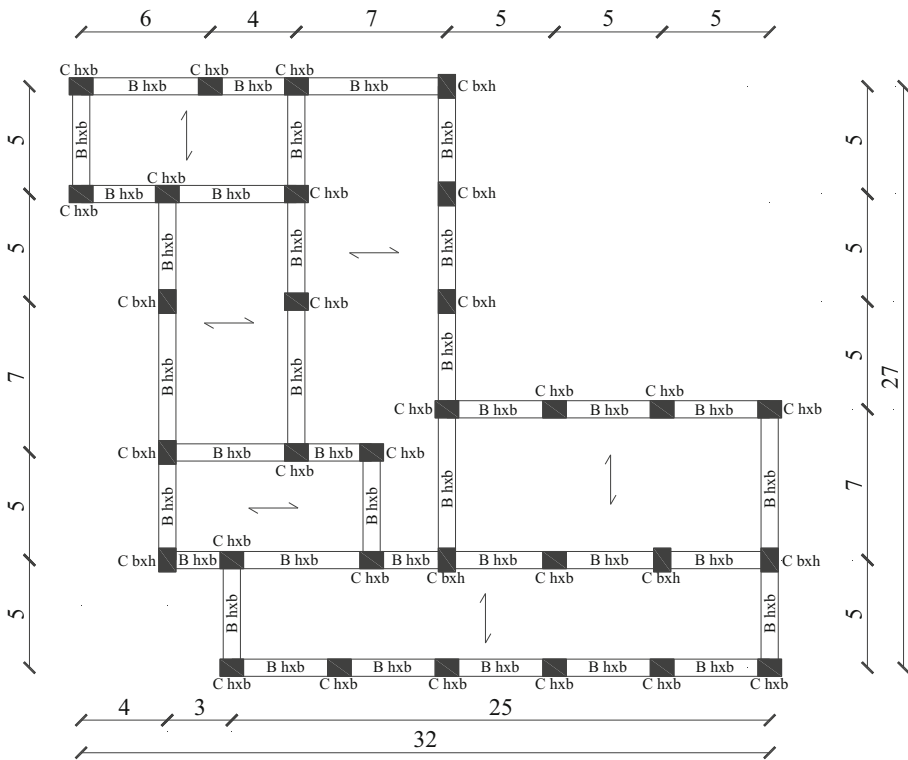 6 4 7 5 5 5
C hxb C hxb C hxb
B hxb B hxb B hxb C bxh
5 B hxb B hxb B hxb 5
C hxb
B hxb B hxb C hxb C bxh
C hxb
5 B hxb B hxb B hxb 5
C bxh C hxb C bxh
7 B hxb B hxb B hxb 5 27
C hxb C hxb
C hxb B hxb B hxb B hxb C hxb
C bxh B hxb B hxb C hxb
C hxb
5 B hxb B hxb B hxb B hxb 7
C hxb
C bxh B hxb B hxb B hxb B hxb B hxb B hxb C bxh
C hxb C bxh C hxb C bxh
5 B hxb B hxb 5
B hxb B hxb B hxb B hxb B hxb
C hxb C hxb C hxb C hxb C hxb C hxb
4 3 25
32